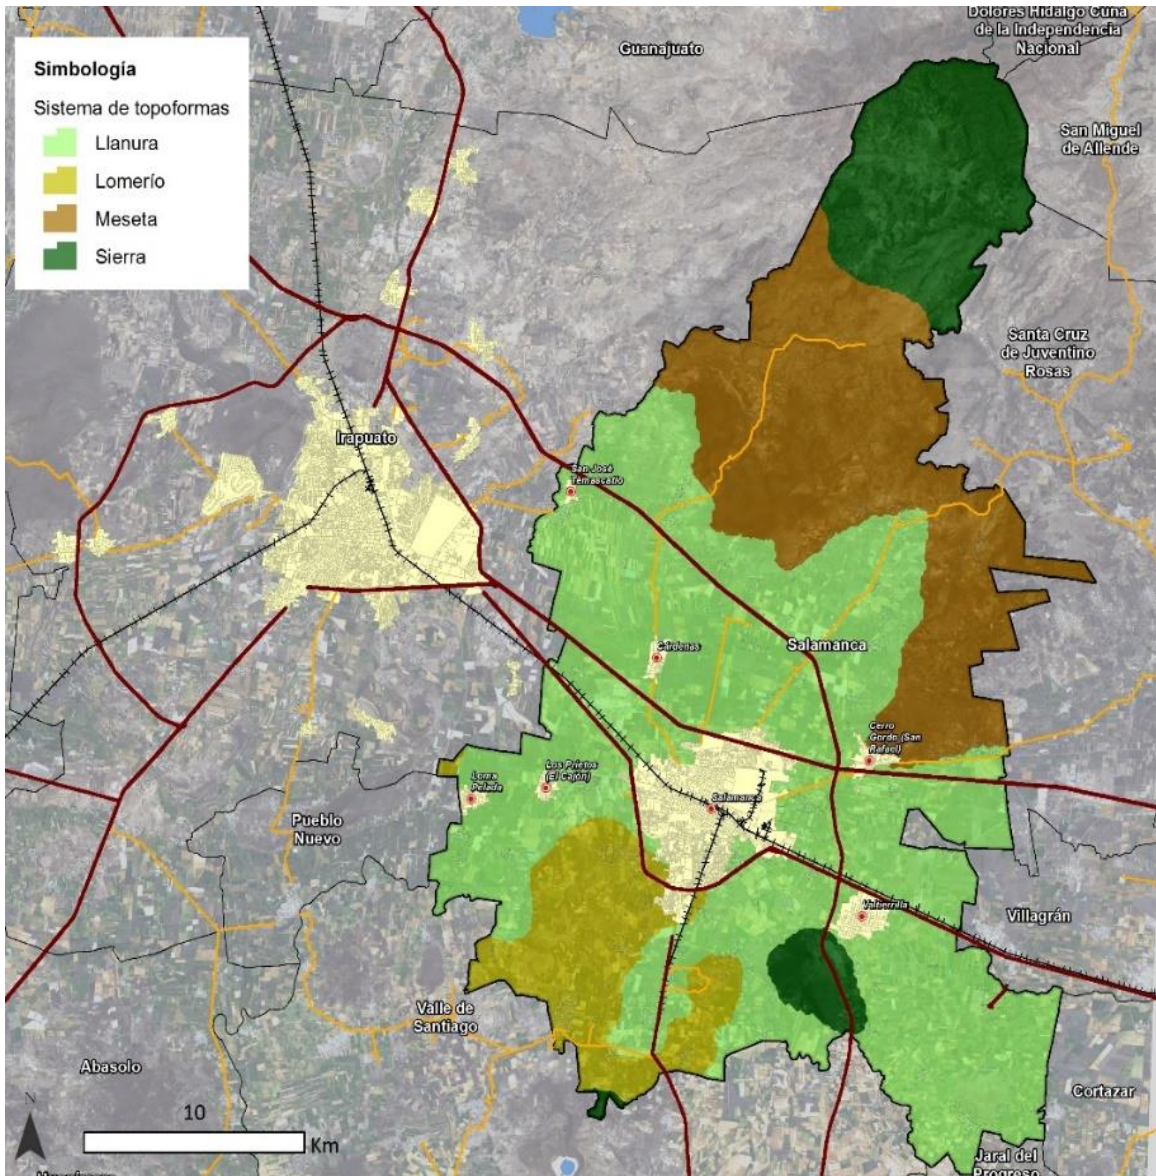 Dolores Hidalgo Cuna
de la Independencia
Nacional
Guanajuato
Simbología
Sistema de topoformas
Llanura
Lomerío
Meseta
Sierra
San Miguel
de Allende
Santa Cruz
de Juventino
Rosas
Irapuato
San José
Temascatío
Cárdenas
Salamanca
Cerro
Gordo (San
Rafael)
Loma
Pelada
Los Prietos
(El Cajón)
Salamanca
Pueblo
Nuevo
Valtierrilla
Villagrán
Valle de
Santiago
Abasolo
Cortazar
N
10
Km
Jaral del
Progreso